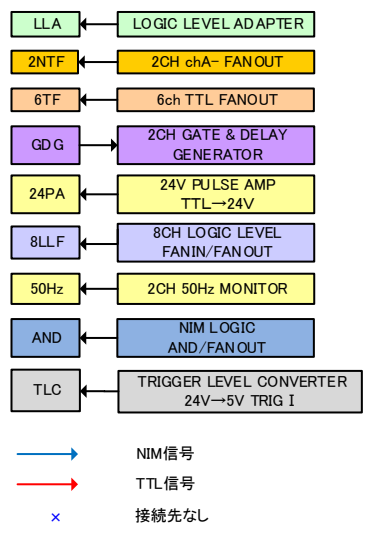 LLA LOGIC LEVEL ADAPTER
2NTF 2CH chA- FANOUT
6TF 6ch TTL FANOUT
GDG 2CH GATE & DELAY
GENERATOR
24PA 24V PULSE AMP
TTL→24V
8LLF 8CH LOGIC LEVEL
FANIN/FANOUT
50Hz 2CH 50Hz MONITOR
AND NIM LOGIC
AND/FANOUT
TLC TRIGGER LEVEL CONVERTER
24V→5V TRIG I
NIM信号
TTL信号
× 接続先なし